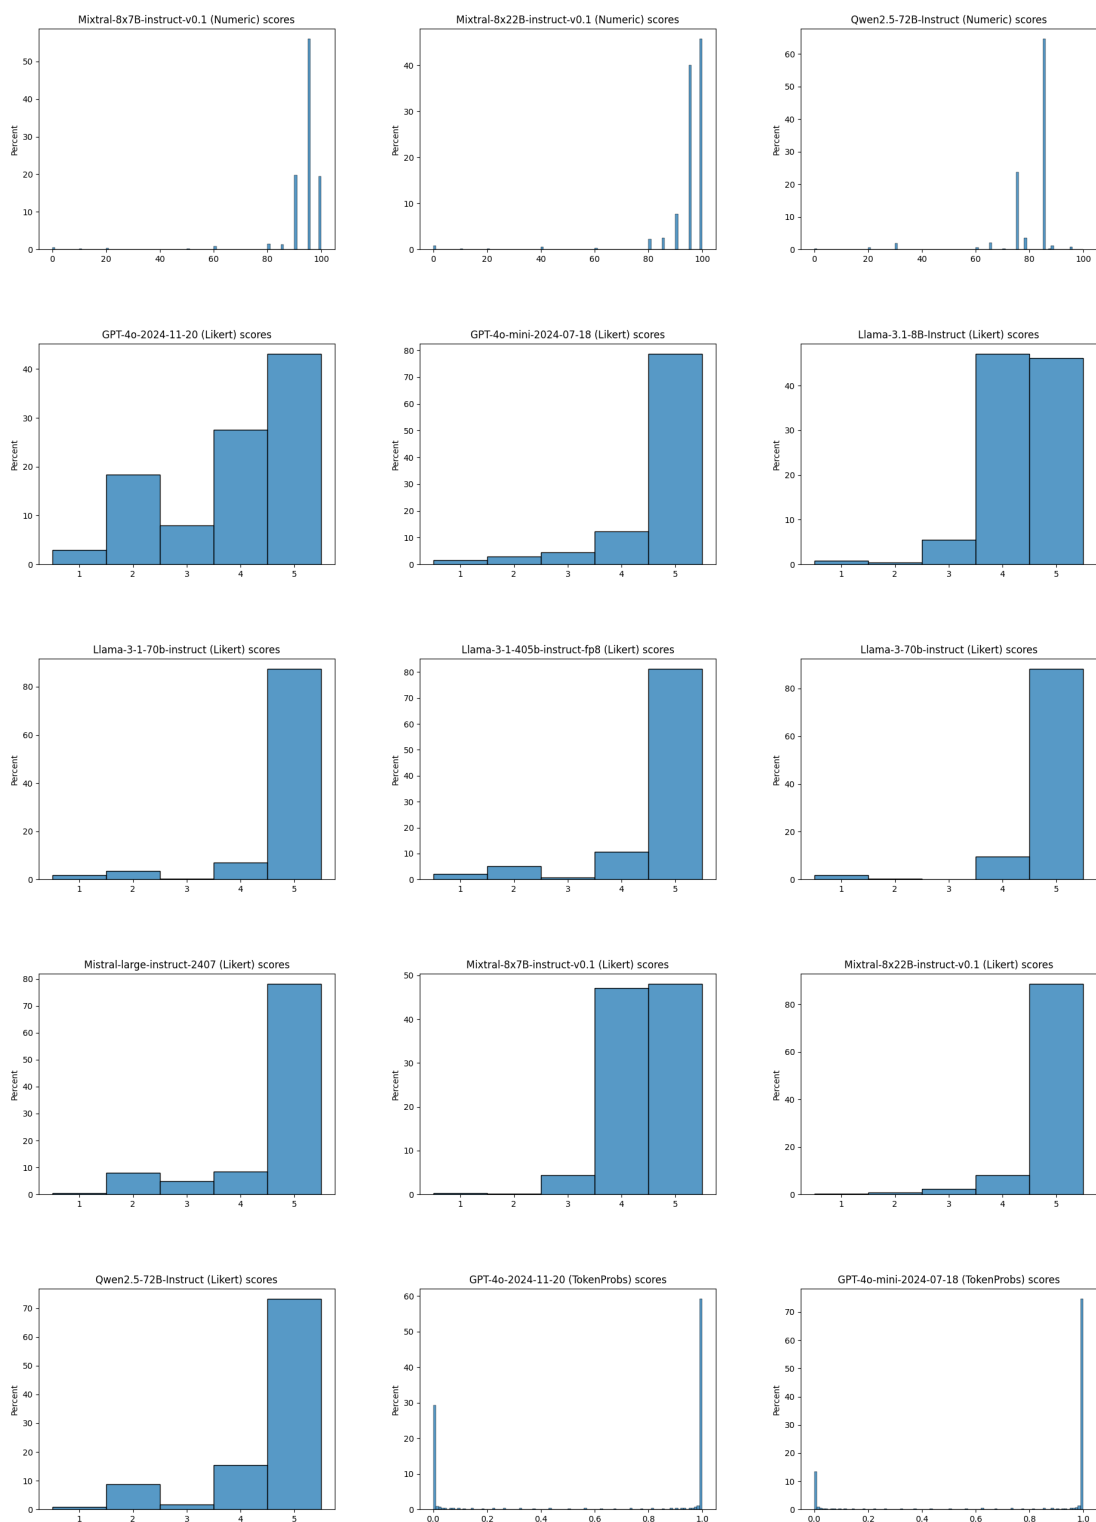 Mixtral-8x7B-instruct-v0.1 (Numeric) scores
Percent
50
40
30
20
10
0
0 20 40 60 80 100
Mixtral-8x22B-instruct-v0.1 (Numeric) scores
Percent
40
30
20
10
0
0 20 40 60 80 100
Qwen2.5-72B-Instruct (Numeric) scores
Percent
60
50
40
30
20
10
0
0 20 40 60 80 100
GPT-4o-2024-11-20 (Likert) scores
Percent
40
30
20
10
0
1 2 3 4 5
GPT-4o-mini-2024-07-18 (Likert) scores
Percent
80
70
60
50
40
30
20
10
0
1 2 3 4 5
Llama-3.1-8B-Instruct (Likert) scores
Percent
40
30
20
10
0
1 2 3 4 5
Llama-3-1-70b-instruct (Likert) scores
Percent
80
60
40
20
0
1 2 3 4 5
Llama-3-1-405b-instruct-fp8 (Likert) scores
Percent
80
70
60
50
40
30
20
10
0
1 2 3 4 5
Llama-3-70b-instruct (Likert) scores
Percent
80
60
40
20
0
1 2 3 4 5
Mistral-large-instruct-2407 (Likert) scores
Percent
80
70
60
50
40
30
20
10
0
1 2 3 4 5
Mixtral-8x7B-instruct-v0.1 (Likert) scores
Percent
50
40
30
20
10
0
1 2 3 4 5
Mixtral-8x22B-instruct-v0.1 (Likert) scores
Percent
80
60
40
20
0
1 2 3 4 5
Qwen2.5-72B-Instruct (Likert) scores
Percent
70
60
50
40
30
20
10
0
1 2 3 4 5
GPT-4o-2024-11-20 (TokenProbs) scores
Percent
60
50
40
30
20
10
0
0.0 0.2 0.4 0.6 0.8 1.0
GPT-4o-mini-2024-07-18 (TokenProbs) scores
Percent
70
60
50
40
30
20
10
0
0.0 0.2 0.4 0.6 0.8 1.0